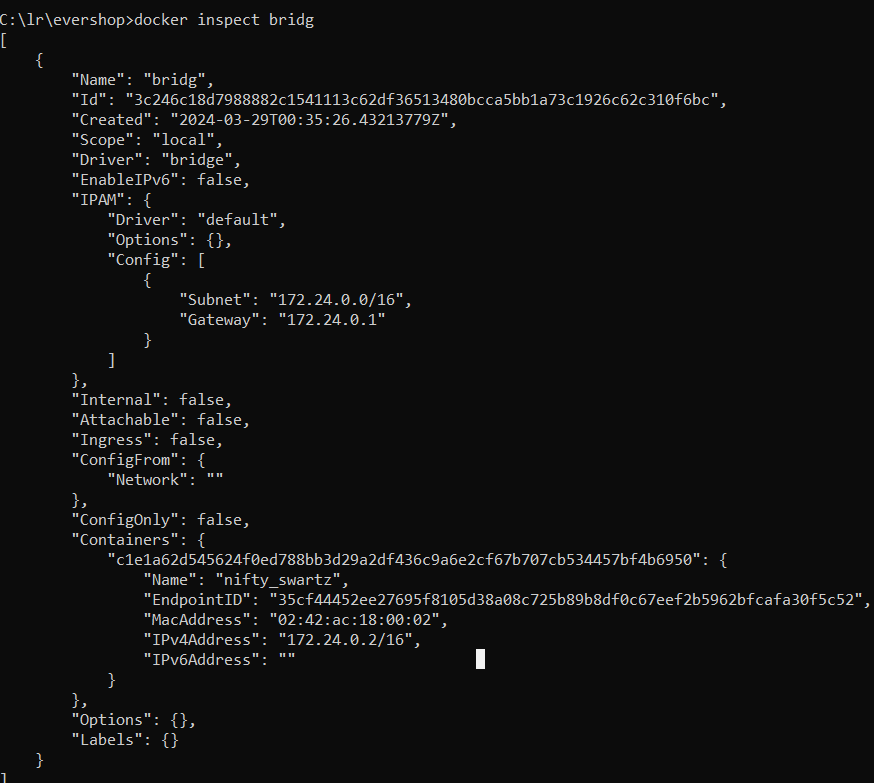 C:\lr\evershop>docker inspect bridg
[
    {
        "Name": "bridg",
        "Id": "3c246c18d7988882c1541113c62df36513480bcca5bb1a73c1926c62c310f6bc",
        "Created": "2024-03-29T00:35:26.43213779Z",
        "Scope": "local",
        "Driver": "bridge",
        "EnableIPv6": false,
        "IPAM": {
            "Driver": "default",
            "Options": {},
            "Config": [
                {
                    "Subnet": "172.24.0.0/16",
                    "Gateway": "172.24.0.1"
                }
            ]
        },
        "Internal": false,
        "Attachable": false,
        "Ingress": false,
        "ConfigFrom": {
            "Network": ""
        },
        "ConfigOnly": false,
        "Containers": {
            "c1e1a62d545624f0ed788bb3d29a2df436c9a6e2cf67b707cb534457bf4b6950": {
                "Name": "nifty_swartz",
                "EndpointID": "35cf44452ee27695f8105d38a08c725b89b8df0c67eef2b5962bfcafa30f5c52",
                "MacAddress": "02:42:ac:18:00:02",
                "IPv4Address": "172.24.0.2/16",
                "IPv6Address": ""
            }
        },
        "Options": {},
        "Labels": {}
    }
]